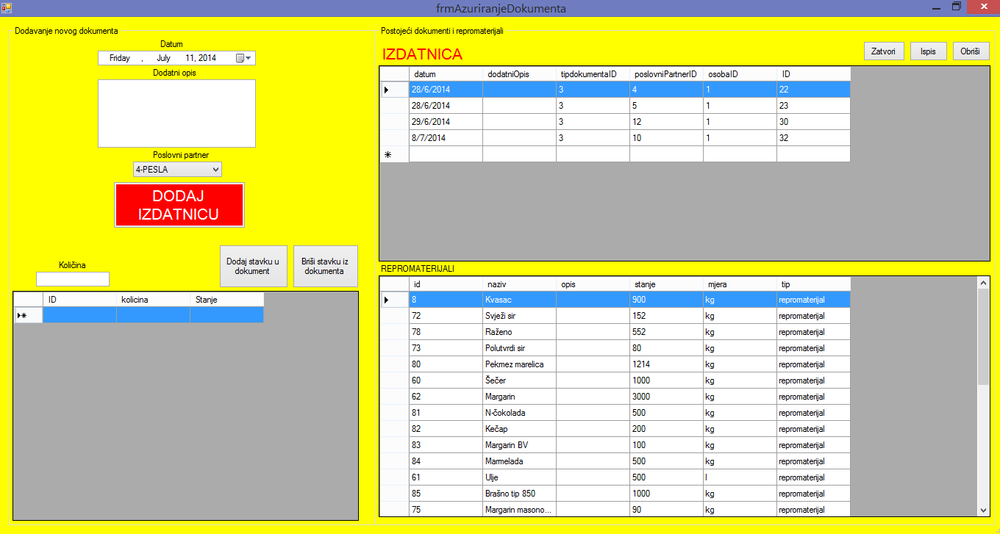 frmAzuriranjeDokumenta
Dodavanje novog dokumenta
Datum
Friday , July 11, 2014
Dodatni opis
Poslovni partner
4-PESLA
DODAJ
IZDATNICU
Količina
Dodaj stavku u
dokument
Briši stavku iz
dokumenta
ID kolicina Stanje
Postojeći dokumenti i repromaterijali
IZDATNICA
Zatvori Ispis Obriši
datum dodatniOpis tipdokumentaID poslovniPartnerID osobaID ID
28/6/2014 3 4 1 22
28/6/2014 3 5 1 23
29/6/2014 3 12 1 30
8/7/2014 3 10 1 32
REPROMATERIJALI
id naziv opis stanje mjera tip
8 Kvasac 900 kg repromaterijal
72 Svježi sir 152 kg repromaterijal
78 Raženo 552 kg repromaterijal
73 Polutvrdi sir 80 kg repromaterijal
80 Pekmez marelica 1214 kg repromaterijal
60 Šečer 1000 kg repromaterijal
62 Margarin 3000 kg repromaterijal
81 N-čokolada 500 kg repromaterijal
82 Kečap 200 kg repromaterijal
83 Margarin BV 100 kg repromaterijal
84 Marmelada 500 kg repromaterijal
61 Ulje 500 l repromaterijal
85 Brašno tip 850 1000 kg repromaterijal
75 Margarin masono... 90 kg repromaterijal